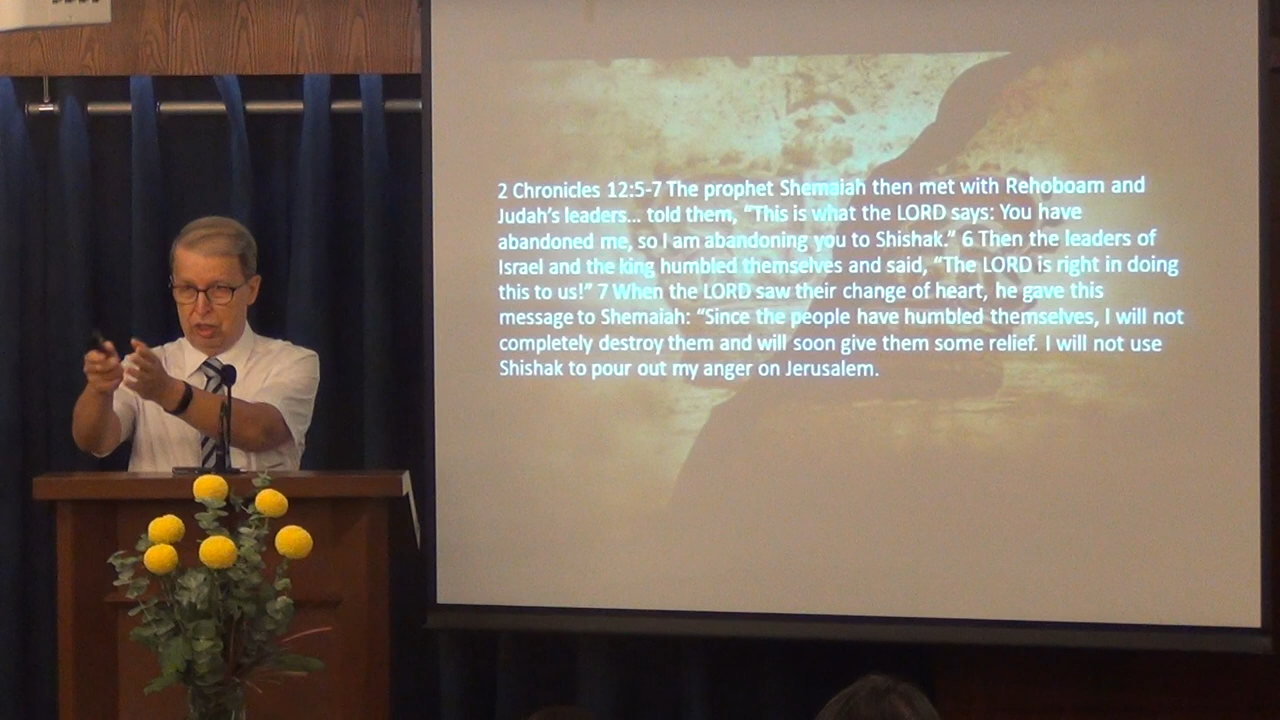 2 Chronicles 12:5-7 The prophet Shemaiah then met with Rehoboam and
Judah’s leaders... told them, “This is what the LORD says: You have
abandoned me, so I am abandoning you to Shishak.” 6 Then the leaders of
Israel and the king humbled themselves and said, “The LORD is right in doing
this to us!” 7 When the LORD saw their change of heart, he gave this
message to Shemaiah: “Since the people have humbled themselves, I will not
completely destroy them and will soon give them some relief. I will not use
Shishak to pour out my anger on Jerusalem.